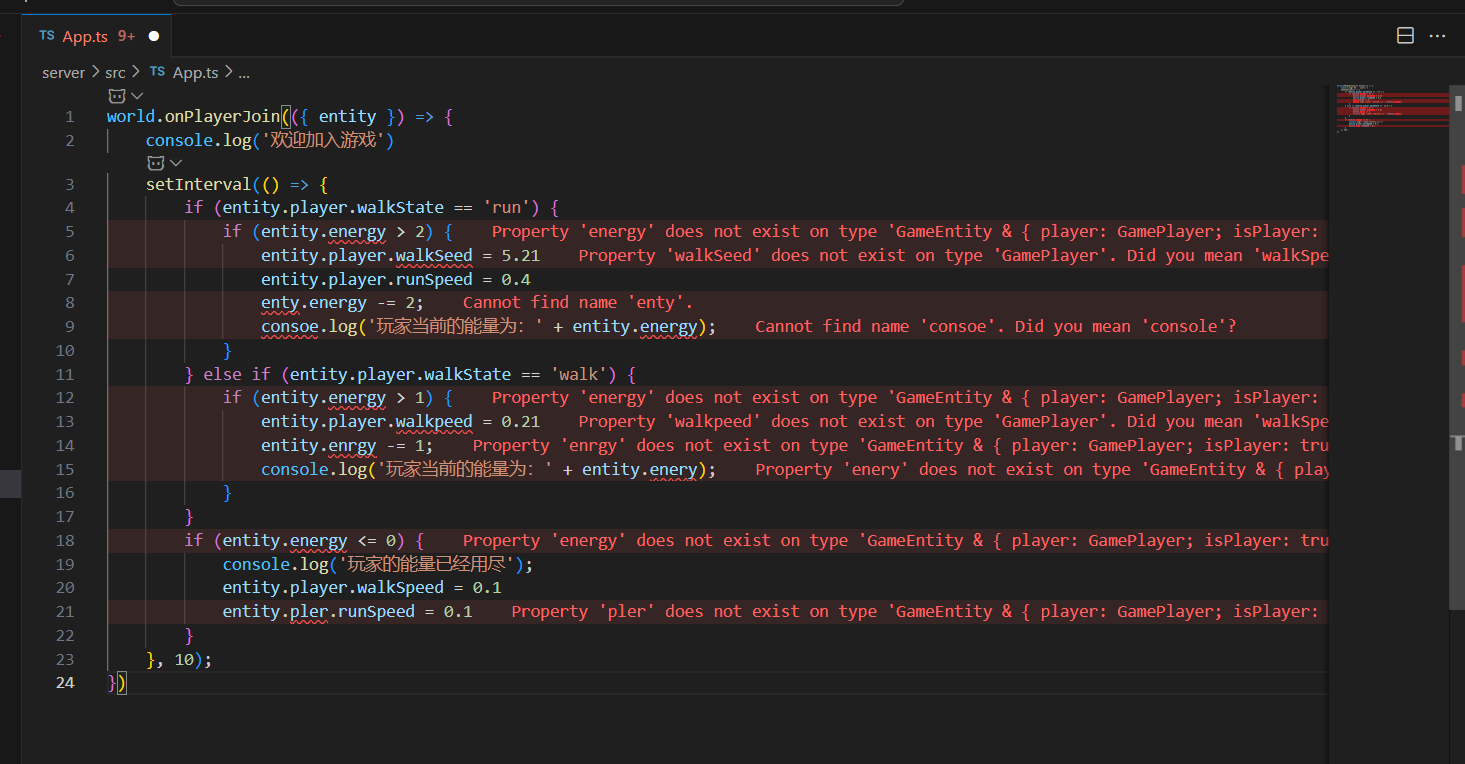 TS App.ts 9+
server > src > TS App.ts > ...
1 world.onPlayerJoin(({ entity }) => {
2 console.log('欢迎加入游戏')
3 setInterval(() => {
4 if (entity.player.walkState == 'run') {
5 if (entity.energy > 2) { Property 'energy' does not exist on type 'GameEntity & { player: GamePlayer; isPlayer:
6 entity.player.walkSeed = 5.21 Property 'walkSeed' does not exist on type 'GamePlayer'. Did you mean 'walkSpe
7 entity.player.runSpeed = 0.4
8 enty.energy -= 2; Cannot find name 'enty'.
9 consoe.log('玩家当前的能量为：' + entity.energy); Cannot find name 'consoe'. Did you mean 'console'?
10 }
11 } else if (entity.player.walkState == 'walk') {
12 if (entity.energy > 1) { Property 'energy' does not exist on type 'GameEntity & { player: GamePlayer; isPlayer:
13 entity.player.walkpeed = 0.21 Property 'walkpeed' does not exist on type 'GamePlayer'. Did you mean 'walkSpe
14 entity.enrgy -= 1; Property 'enrgy' does not exist on type 'GameEntity & { player: GamePlayer; isPlayer: tru
15 console.log('玩家当前的能量为：' + entity.enery); Property 'enery' does not exist on type 'GameEntity & { play
16 }
17 }
18 if (entity.energy <= 0) { Property 'energy' does not exist on type 'GameEntity & { player: GamePlayer; isPlayer: tru
19 console.log('玩家的能量已经用尽');
20 entity.player.walkSpeed = 0.1
21 entity.pler.runSpeed = 0.1 Property 'pler' does not exist on type 'GameEntity & { player: GamePlayer; isPlayer:
22 }
23 }, 10);
24 })